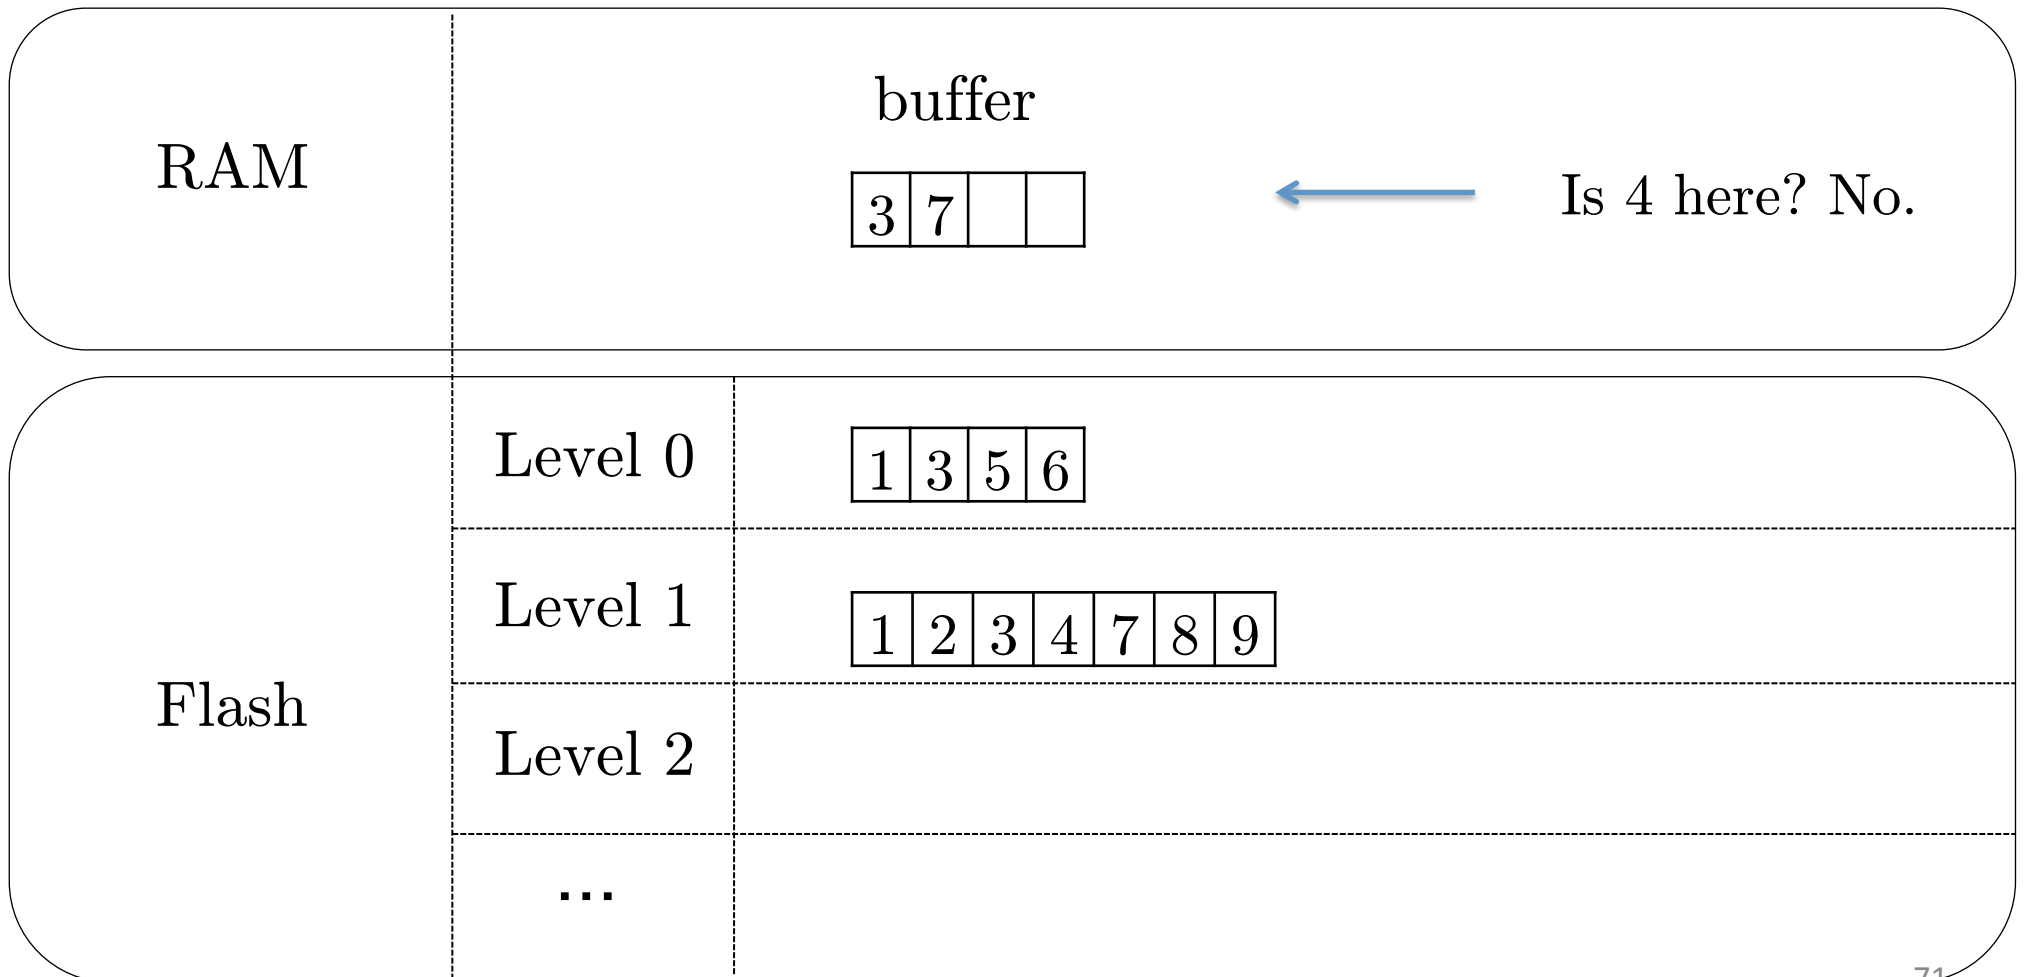 buffer
RAM
3 7
Is 4 here? No.
Level 0
1 3 5 6
Level 1
1 2 3 4 7 8 9
Flash
Level 2
...
71